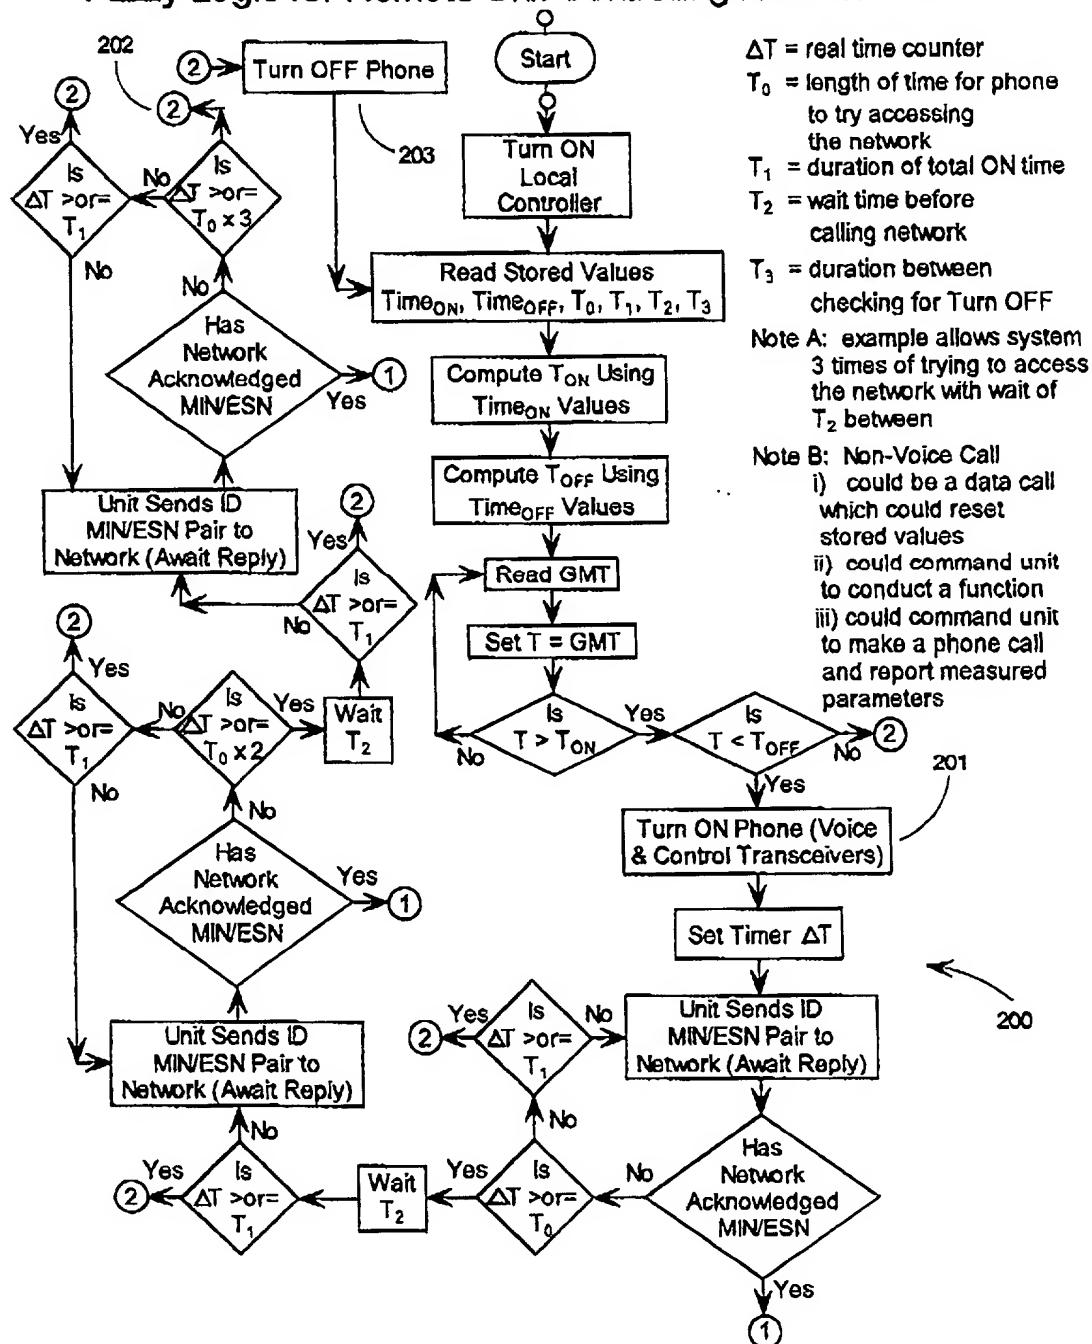 Start
Turn ON
Local
Controller
Read Stored Values
Time_ON, Time_OFF, T₀, T₁, T₂, T₃
Compute T_ON Using
Time_ON Values
Compute T_OFF Using
Time_OFF Values
Read GMT
Set T = GMT
Is
T > T_ON
No
Yes
Is
T < T_OFF
No
2
Yes
201
Turn ON Phone (Voice
& Control Transceivers)
Set Timer ΔT
200
Unit Sends ID
MIN/ESN Pair to
Network (Await Reply)
Has
Network
Acknowledged
MIN/ESN
Yes
1
No
Is
ΔT >or=
T₀
No
Is
ΔT >or=
T₁
No
Yes
2
Yes
Wait
T₂
Is
ΔT >or=
T₁
Yes
2
No
Unit Sends ID
MIN/ESN Pair to
Network (Await Reply)
Has
Network
Acknowledged
MIN/ESN
Yes
1
No
Is
ΔT >or=
T₀ x 2
No
Is
ΔT >or=
T₁
Yes
2
No
Yes
Wait
T₂
Is
ΔT >or=
T₁
Yes
2
No
Unit Sends ID
MIN/ESN Pair to
Network (Await Reply)
Has
Network
Acknowledged
MIN/ESN
Yes
1
No
Is
ΔT >or=
T₀ x 3
2
202
No
Is
ΔT >or=
T₁
Yes
2
No
2
Turn OFF Phone
203
ΔT = real time counter
T₀ = length of time for phone
to try accessing
the network
T₁ = duration of total ON time
T₂ = wait time before
calling network
T₃ = duration between
checking for Turn OFF
Note A: example allows system
3 times of trying to access
the network with wait of
T₂ between
Note B: Non-Voice Call
i) could be a data call
which could reset
stored values
ii) could command unit
to conduct a function
iii) could command unit
to make a phone call
and report measured
parameters